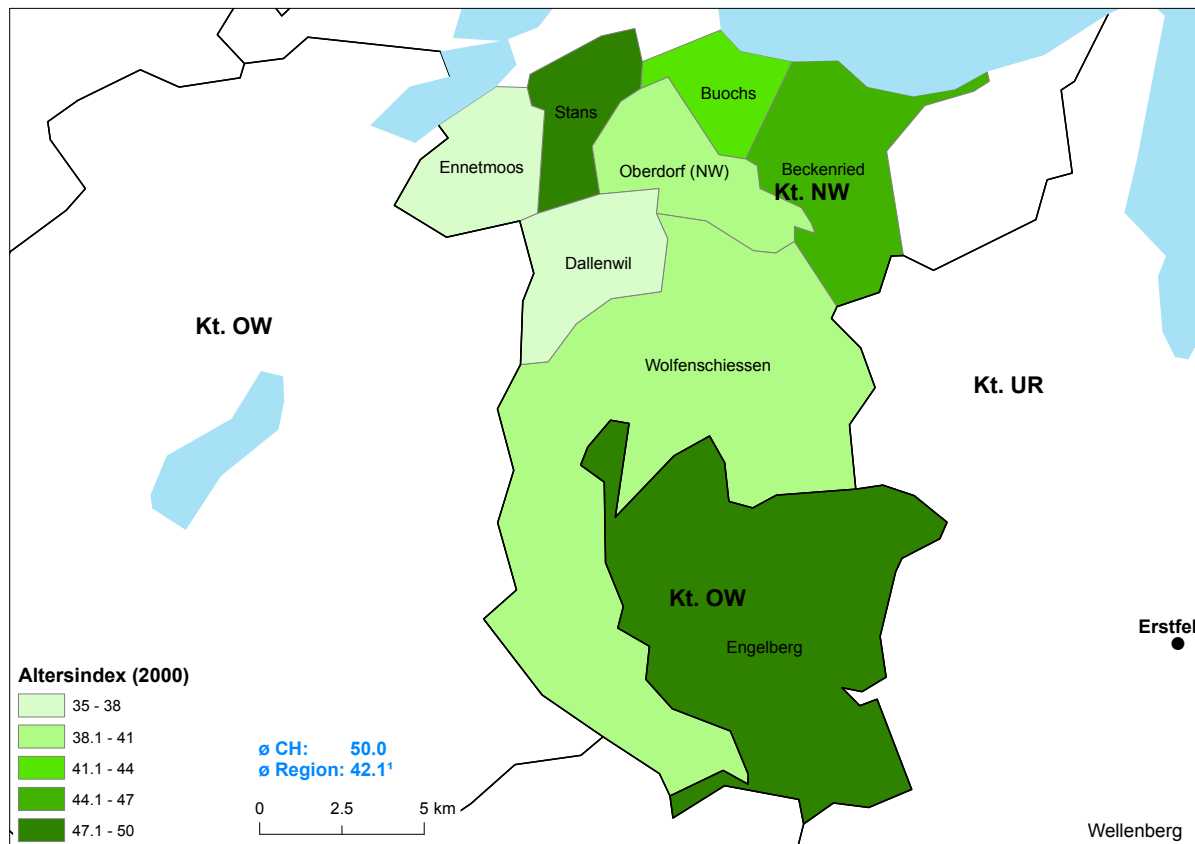 Buochs
Stans
Ennetmoos
Oberdorf (NW)
Beckenried
Kt. NW
Dallenwil
Kt. OW
Wolfenschiessen
Kt. UR
Kt. OW
Engelberg
Erstfel
Altersindex (2000)
35 - 38
38.1 - 41
41.1 - 44
44.1 - 47
47.1 - 50
ø CH: 50.0
ø Region: 42.1¹
0 2.5 5 km
Wellenberg